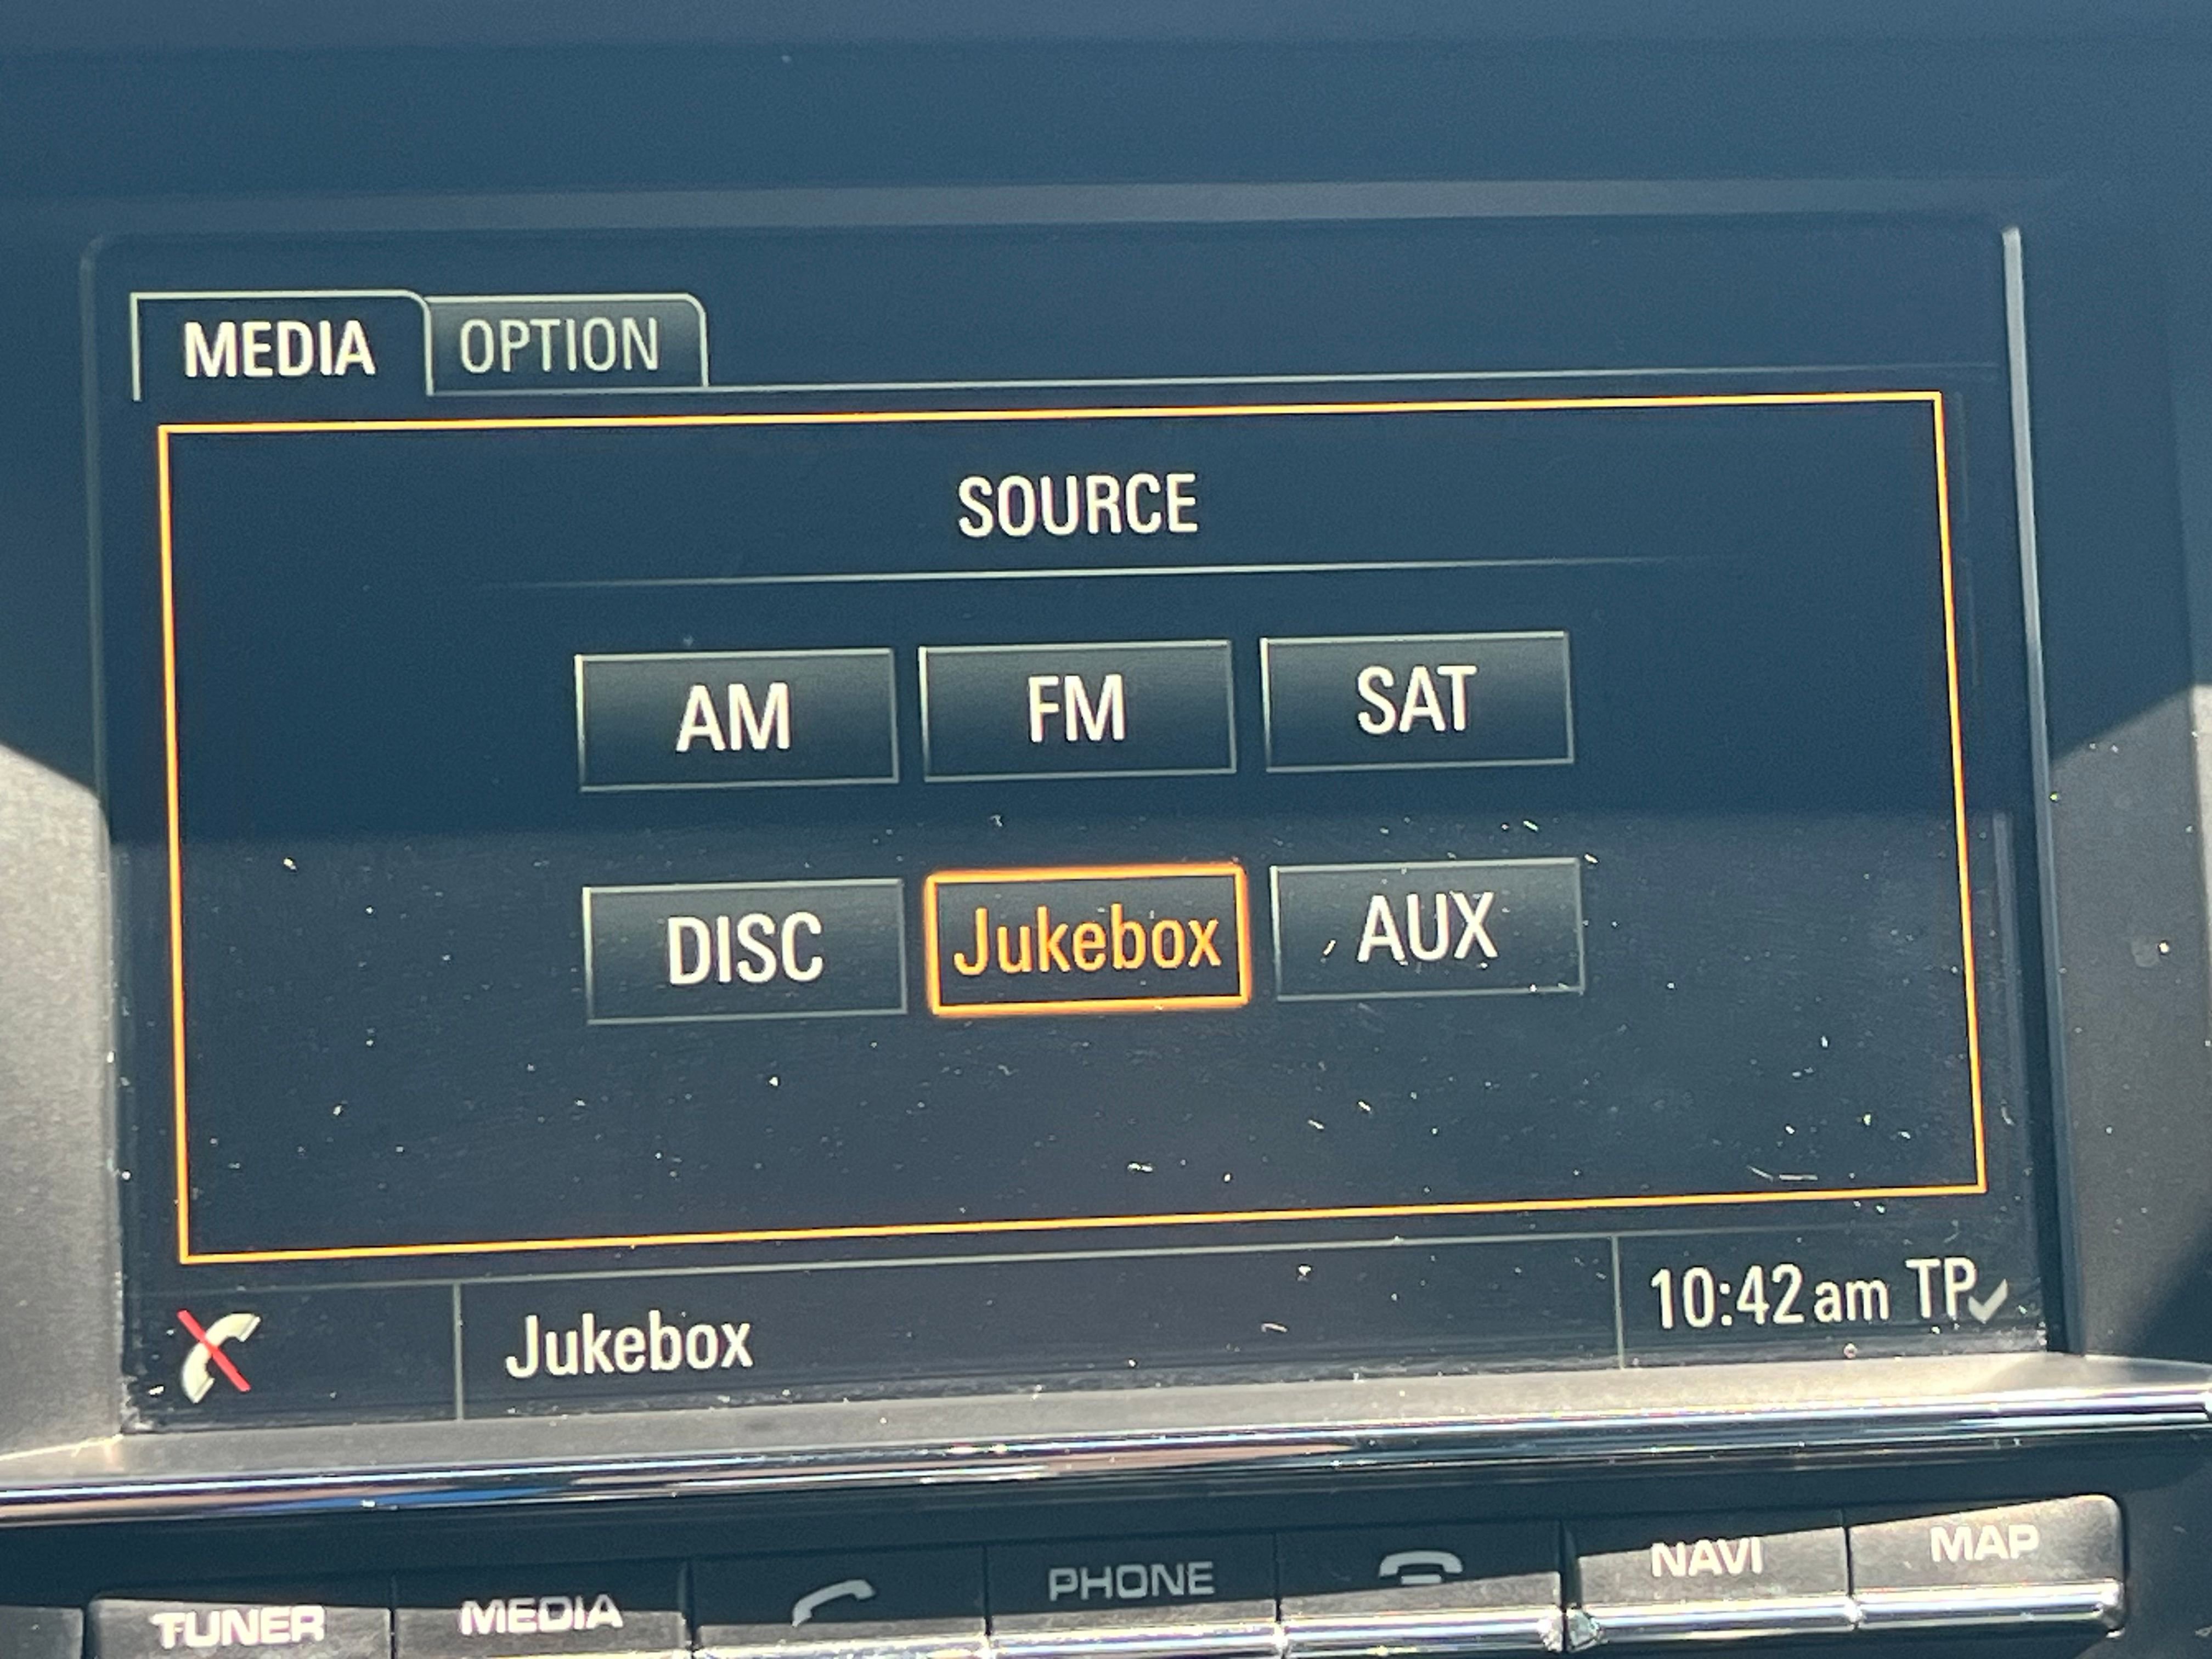 MEDIA OPTION
SOURCE
AM FM SAT
DISC Jukebox AUX
Jukebox 10:42 am TP
TUNER MEDIA PHONE NAVI MAP